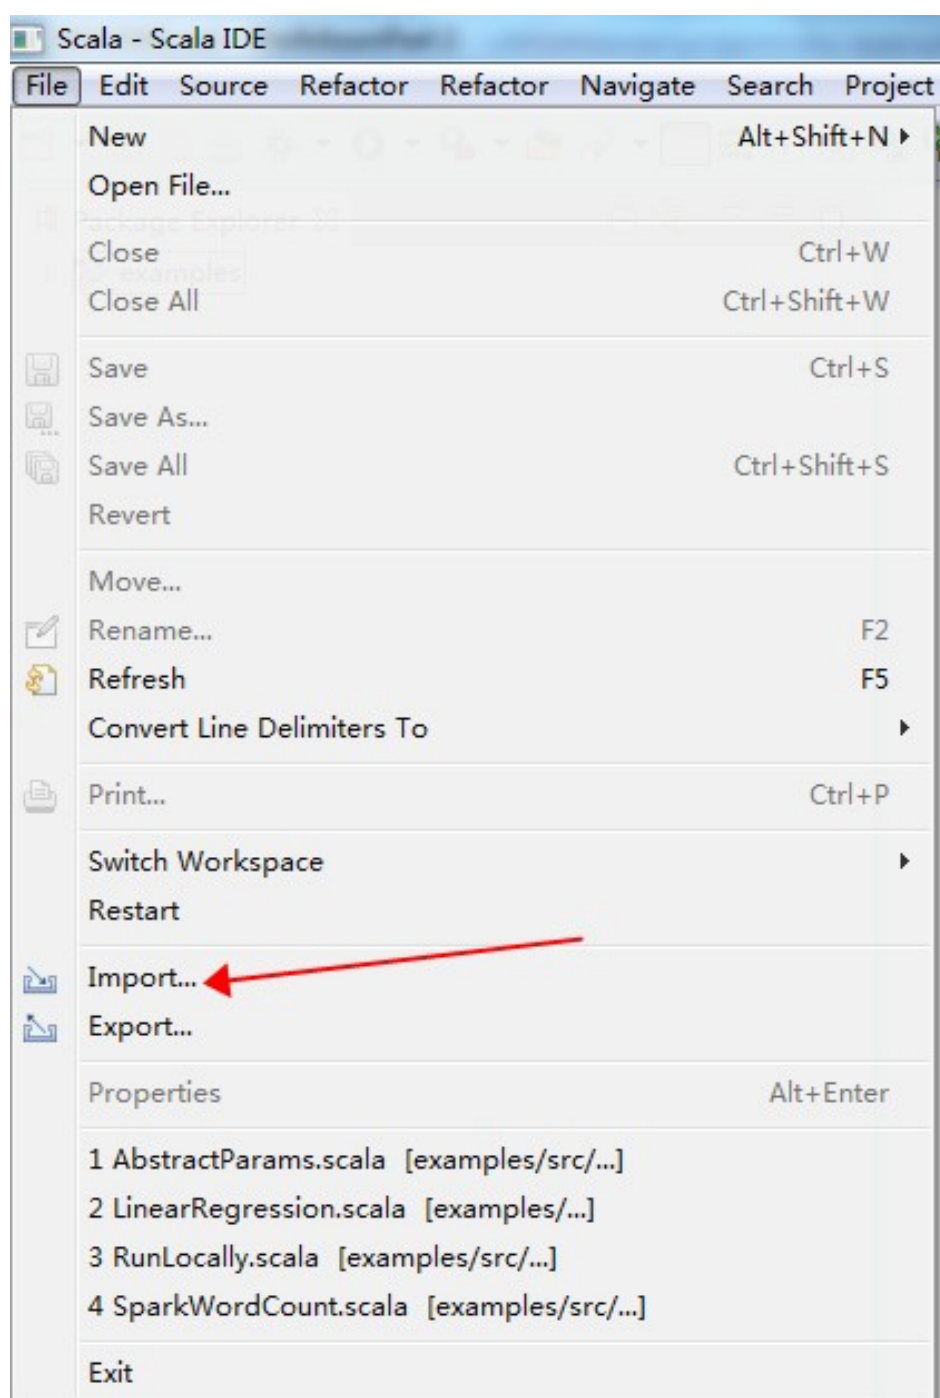 Scala - Scala IDE
File Edit Source Refactor Refactor Navigate Search Project
New Alt+Shift+N
Open File...
Package Explorer
Close Ctrl+W
examples
Close All Ctrl+Shift+W
Save Ctrl+S
Save As...
Save All Ctrl+Shift+S
Revert
Move...
Rename... F2
Refresh F5
Convert Line Delimiters To
Print... Ctrl+P
Switch Workspace
Restart
Import...
Export...
Properties Alt+Enter
1 AbstractParams.scala [examples/src/...]
2 LinearRegression.scala [examples/...]
3 RunLocally.scala [examples/src/...]
4 SparkWordCount.scala [examples/src/...]
Exit